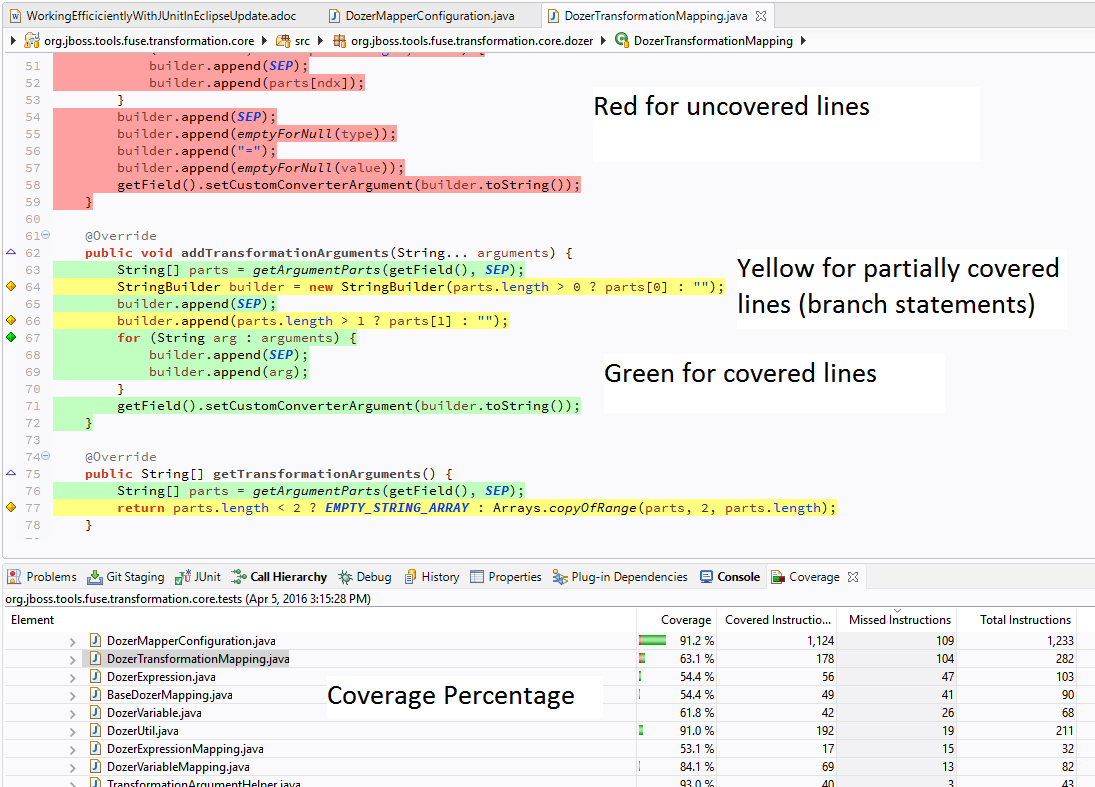 WorkingEfficicientlyWithJUnitInEclipseUpdate.adoc DozerMapperConfiguration.java DozerTransformationMapping.java
org.jboss.tools.fuse.transformation.core src org.jboss.tools.fuse.transformation.core.dozer DozerTransformationMapping
51 builder.append(SEP);
52 builder.append(parts[ndx]);
53 }
54 builder.append(SEP);
55 builder.append(emptyForNull(type));
56 builder.append("=");
57 builder.append(emptyForNull(value));
58 getField().setCustomConverterArgument(builder.toString());
59 }
60
61 @Override
62 public void addTransformationArguments(String... arguments) {
63 String[] parts = getArgumentParts(getField(), SEP);
64 StringBuilder builder = new StringBuilder(parts.length > 0 ? parts[0] : "");
65 builder.append(SEP);
66 builder.append(parts.length > 1 ? parts[1] : "");
67 for (String arg : arguments) {
68 builder.append(SEP);
69 builder.append(arg);
70 }
71 getField().setCustomConverterArgument(builder.toString());
72 }
73
74 @Override
75 public String[] getTransformationArguments() {
76 String[] parts = getArgumentParts(getField(), SEP);
77 return parts.length < 2 ? EMPTY_STRING_ARRAY : Arrays.copyOfRange(parts, 2, parts.length);
78 }
Red for uncovered lines
Yellow for partially covered
lines (branch statements)
Green for covered lines
Problems Git Staging JUnit Call Hierarchy Debug History Properties Plug-in Dependencies Console Coverage
org.jboss.tools.fuse.transformation.core.tests (Apr 5, 2016 3:15:28 PM)
Element Coverage Covered Instructio... Missed Instructions Total Instructions
DozerMapperConfiguration.java 91.2 % 1,124 109 1,233
DozerTransformationMapping.java 63.1 % 178 104 282
DozerExpression.java 54.4 % 56 47 103
BaseDozerMapping.java 54.4 % 49 41 90
DozerVariable.java 61.8 % 42 26 68
DozerUtil.java 91.0 % 192 19 211
DozerExpressionMapping.java 53.1 % 17 15 32
DozerVariableMapping.java 84.1 % 69 13 82
TransformationArgumentHelper.java 93.0 % 40 3 43
Coverage Percentage